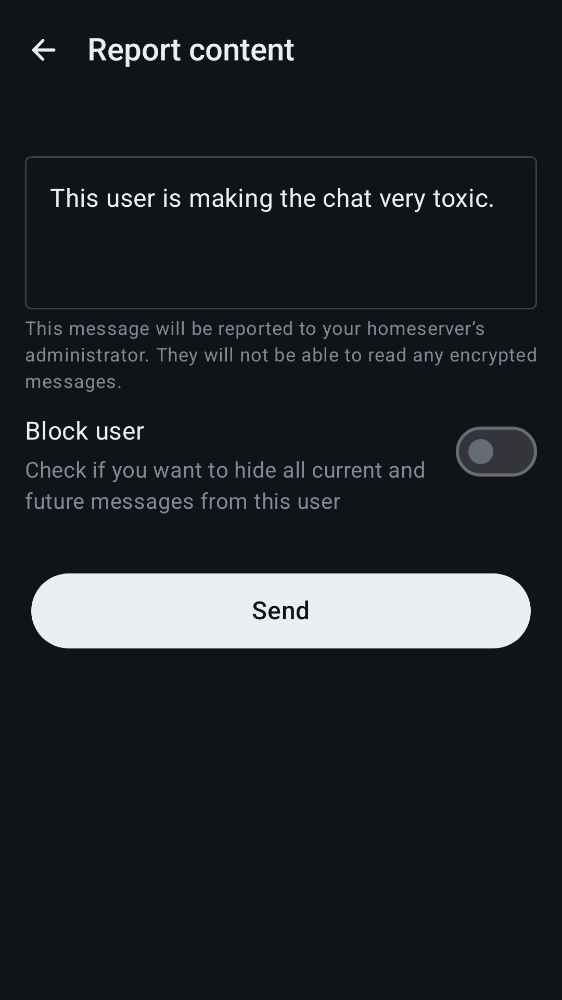 Report content
This user is making the chat very toxic.
This message will be reported to your homeserver’s
administrator. They will not be able to read any encrypted
messages.
Block user
Check if you want to hide all current and
future messages from this user
Send